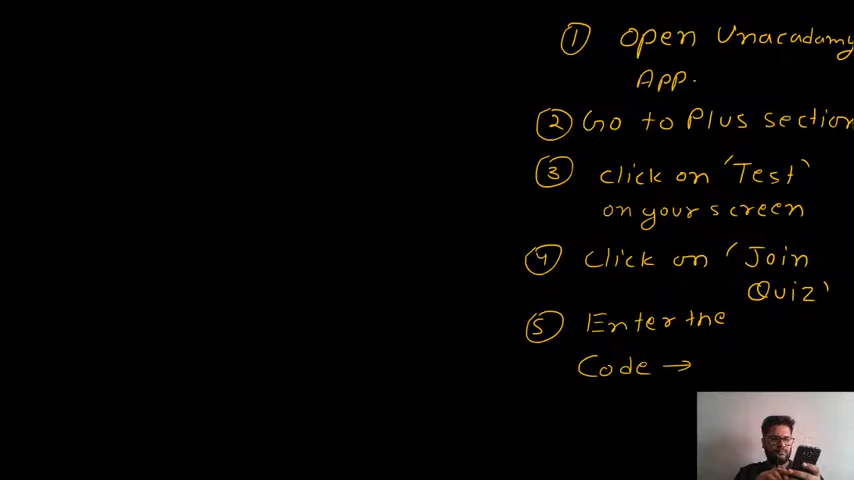 ① Open Unacadamy
App.
② Go to Plus section
③ Click on 'Test'
on your screen
④ Click on 'Join
Quiz'
⑤ Enter the
Code →